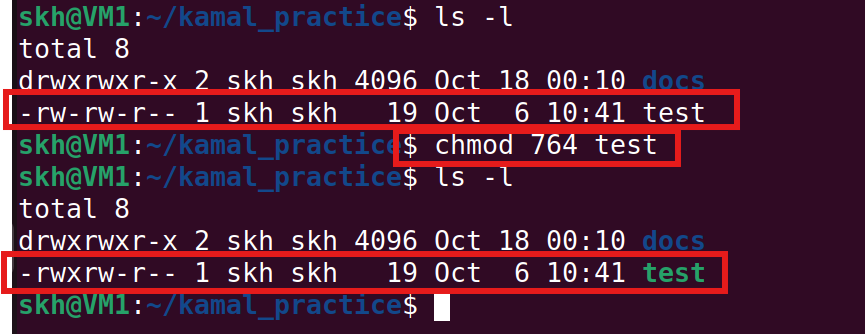 skh@VM1:~/kamal_practice$ ls -l
total 8
drwxrwxr-x 2 skh skh 4096 Oct 18 00:10 docs
-rw-rw-r-- 1 skh skh   19 Oct  6 10:41 test
skh@VM1:~/kamal_practice$ chmod 764 test
skh@VM1:~/kamal_practice$ ls -l
total 8
drwxrwxr-x 2 skh skh 4096 Oct 18 00:10 docs
-rwxrw-r-- 1 skh skh   19 Oct  6 10:41 test
skh@VM1:~/kamal_practice$